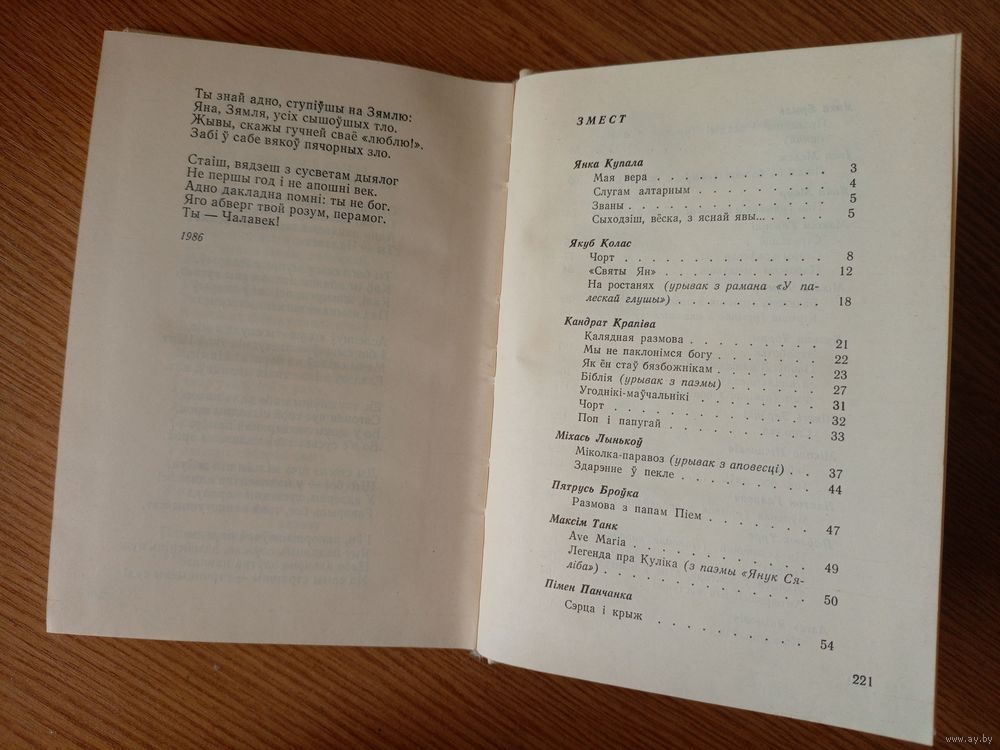 Ты знай адно, ступіўшы на Зямлю:
Яна, Зямля, усіх сышоўшых тло.
Жывы, скажы гучней сваё «люблю!».
Забі ў сабе вякоў пячорных зло.
Стаіш, вядзеш з сусветам дыялог
Не першы год і не апошні век.
Адно дакладна помні: ты не бог.
Яго абверг твой розум, перамог.
Ты — Чалавек!
1986
ЗМЕСТ
Янка Купала
Мая вера . . . . . . . . . . . 3
Слугам алтарным . . . . . . . . 4
Званы . . . . . . . . . . . . 5
Сыходзіш, вёска, з яснай явы... . . . . 5
Якуб Колас
Чорт . . . . . . . . . . . . 8
«Святы Ян» . . . . . . . . . . 12
На ростанях (урывак з рамана «У па-
лескай глушы») . . . . . . . . . 18
Кандрат Крапіва
Калядная размова . . . . . . . . 21
Мы не паклонімся богу . . . . . . . 22
Як ён стаў бязбожнікам . . . . . . . 23
Біблія (урывак з паэмы) . . . . . . 27
Угоднікі-маўчальнікі . . . . . . . 31
Чорт . . . . . . . . . . . . 32
Поп і папугай . . . . . . . . . 33
Міхась Лынькоў
Міколка-паравоз (урывак з аповесці) . . 37
Здарэнне ў пекле . . . . . . . . 44
Пятрусь Броўка
Размова з папам Піем . . . . . . . 47
Максім Танк
Ave Maria . . . . . . . . . . 49
Легенда пра Куліка (з паэмы «Янук Ся-
ліба») . . . . . . . . . . . 50
Пімен Панчанка
Сэрца і крыж . . . . . . . . . 54
221
www.ay.by